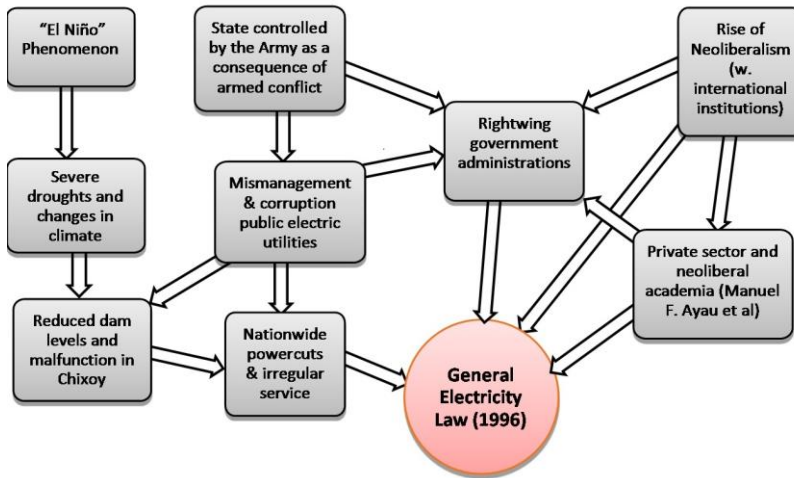 “El Niño”
Phenomenon
State controlled
by the Army as a
consequence of
armed conflict
Rise of
Neoliberalism
(w.
international
institutions)
Rightwing
government
administrations
Severe
droughts and
changes in
climate
Mismanagement
& corruption
public electric
utilities
Private sector and
neoliberal
academia (Manuel
F. Ayau et al)
Reduced dam
levels and
malfunction in
Chixoy
Nationwide
powercuts
& irregular
service
General
Electricity
Law (1996)